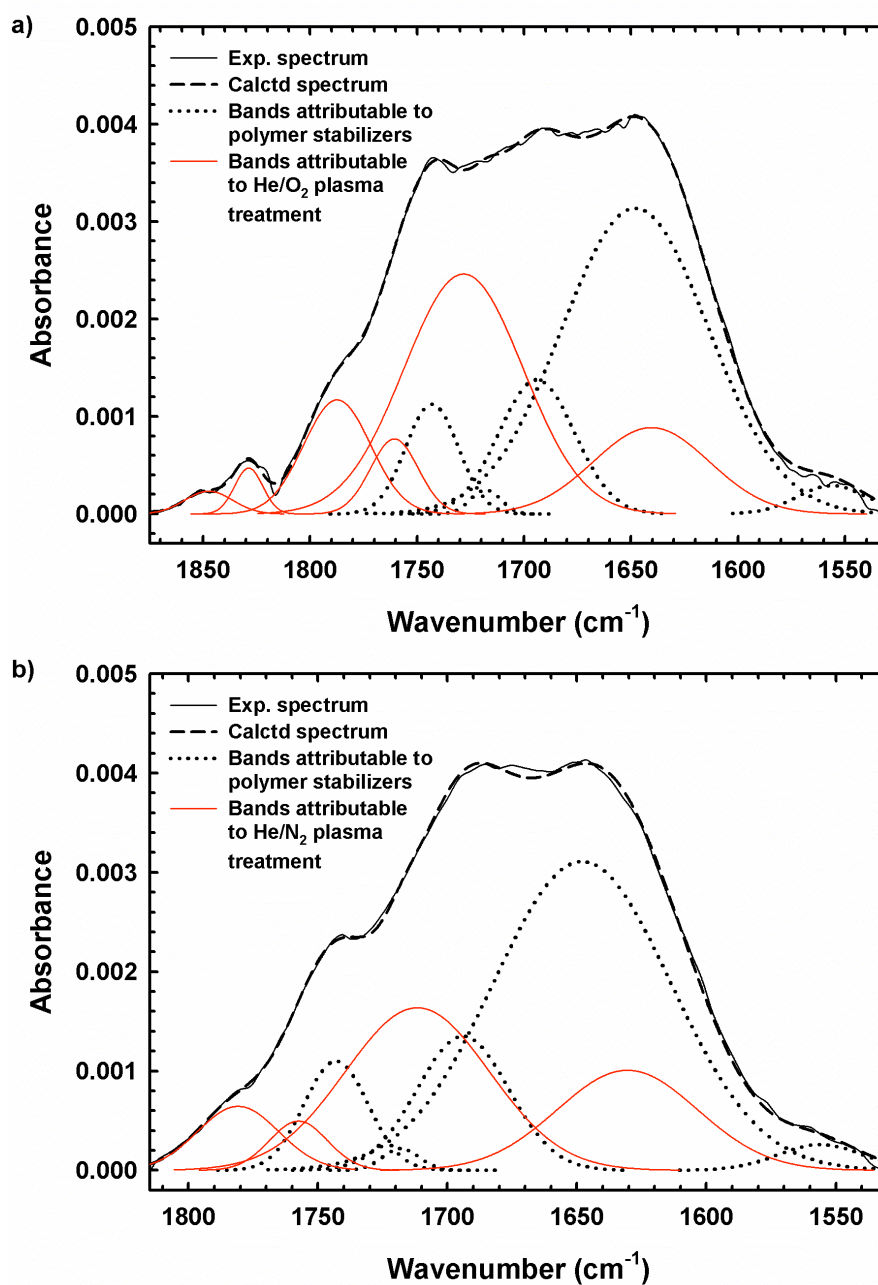 a)
0.005
0.004
0.003
0.002
0.001
0.000
Absorbance
Exp. spectrum
Calctd spectrum
Bands attributable to
polymer stabilizers
Bands attributable
to He/O₂ plasma
treatment
1850 1800 1750 1700 1650 1600 1550
Wavenumber (cm⁻¹)
b)
0.005
0.004
0.003
0.002
0.001
0.000
Absorbance
Exp. spectrum
Calctd spectrum
Bands attributable to
polymer stabilizers
Bands attributable
to He/N₂ plasma
treatment
1800 1750 1700 1650 1600 1550
Wavenumber (cm⁻¹)